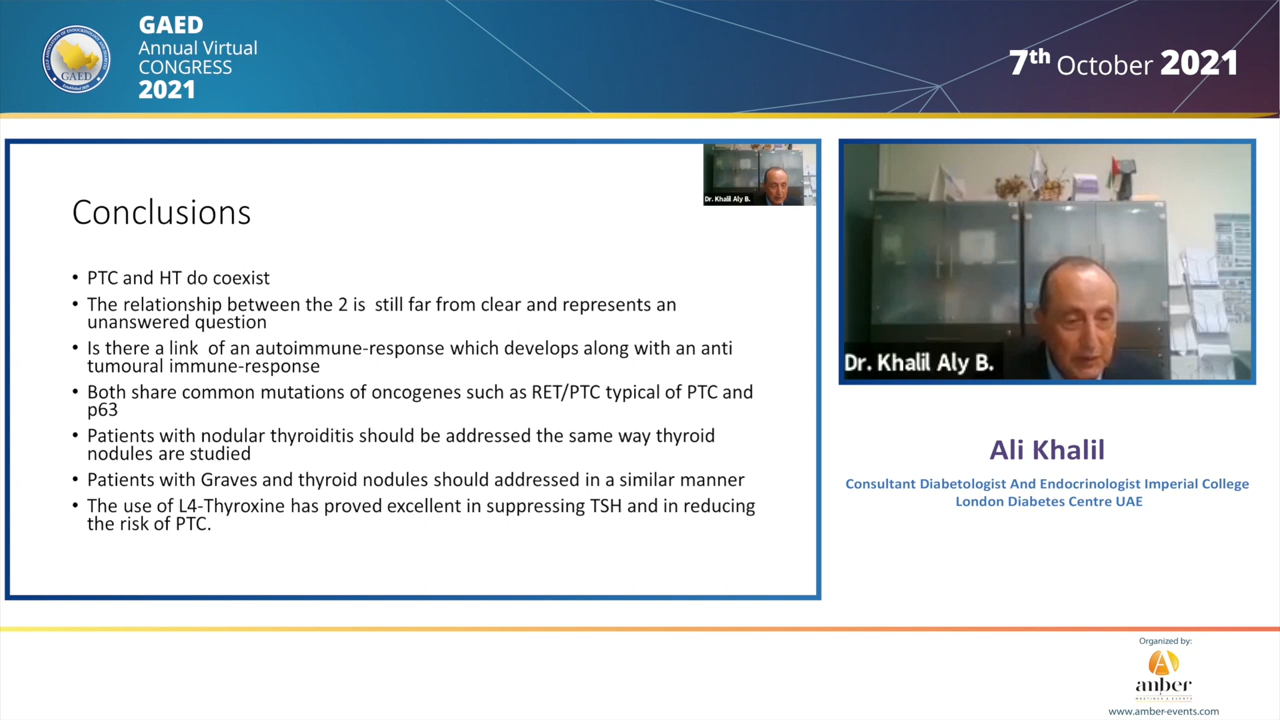 GAED
Annual Virtual
CONGRESS
2021
GAED
7th October 2021
Conclusions
• PTC and HT do coexist
• The relationship between the 2 is still far from clear and represents an
unanswered question
• Is there a link of an autoimmune-response which develops along with an anti
tumoural immune-response
• Both share common mutations of oncogenes such as RET/PTC typical of PTC and
p63
• Patients with nodular thyroiditis should be addressed the same way thyroid
nodules are studied
• Patients with Graves and thyroid nodules should addressed in a similar manner
• The use of L4-Thyroxine has proved excellent in suppressing TSH and in reducing
the risk of PTC.
Dr. Khalil Aly B.
Dr. Khalil Aly B.
Ali Khalil
Consultant Diabetologist And Endocrinologist Imperial College
London Diabetes Centre UAE
Organized by:
anber
MEETINGS & EVENTS
www.amber-events.com